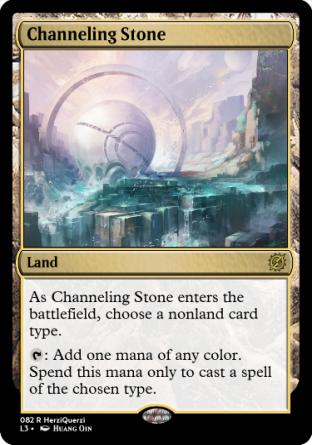 Channeling Stone
Land
As Channeling Stone enters the
battlefield, choose a nonland card
type.
: Add one mana of any color.
Spend this mana only to cast a spell
of the chosen type.
082 R HerziQuerzi
L3 • Huang Qin